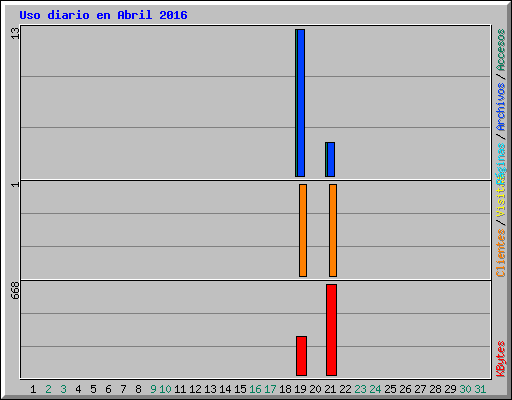 Uso diario en Abril 2016
13
1
668
Accesos / Archivos / Páginas
Visitas / Clientes
KBytes
1 2 3 4 5 6 7 8 9 10 11 12 13 14 15 16 17 18 19 20 21 22 23 24 25 26 27 28 29 30 31